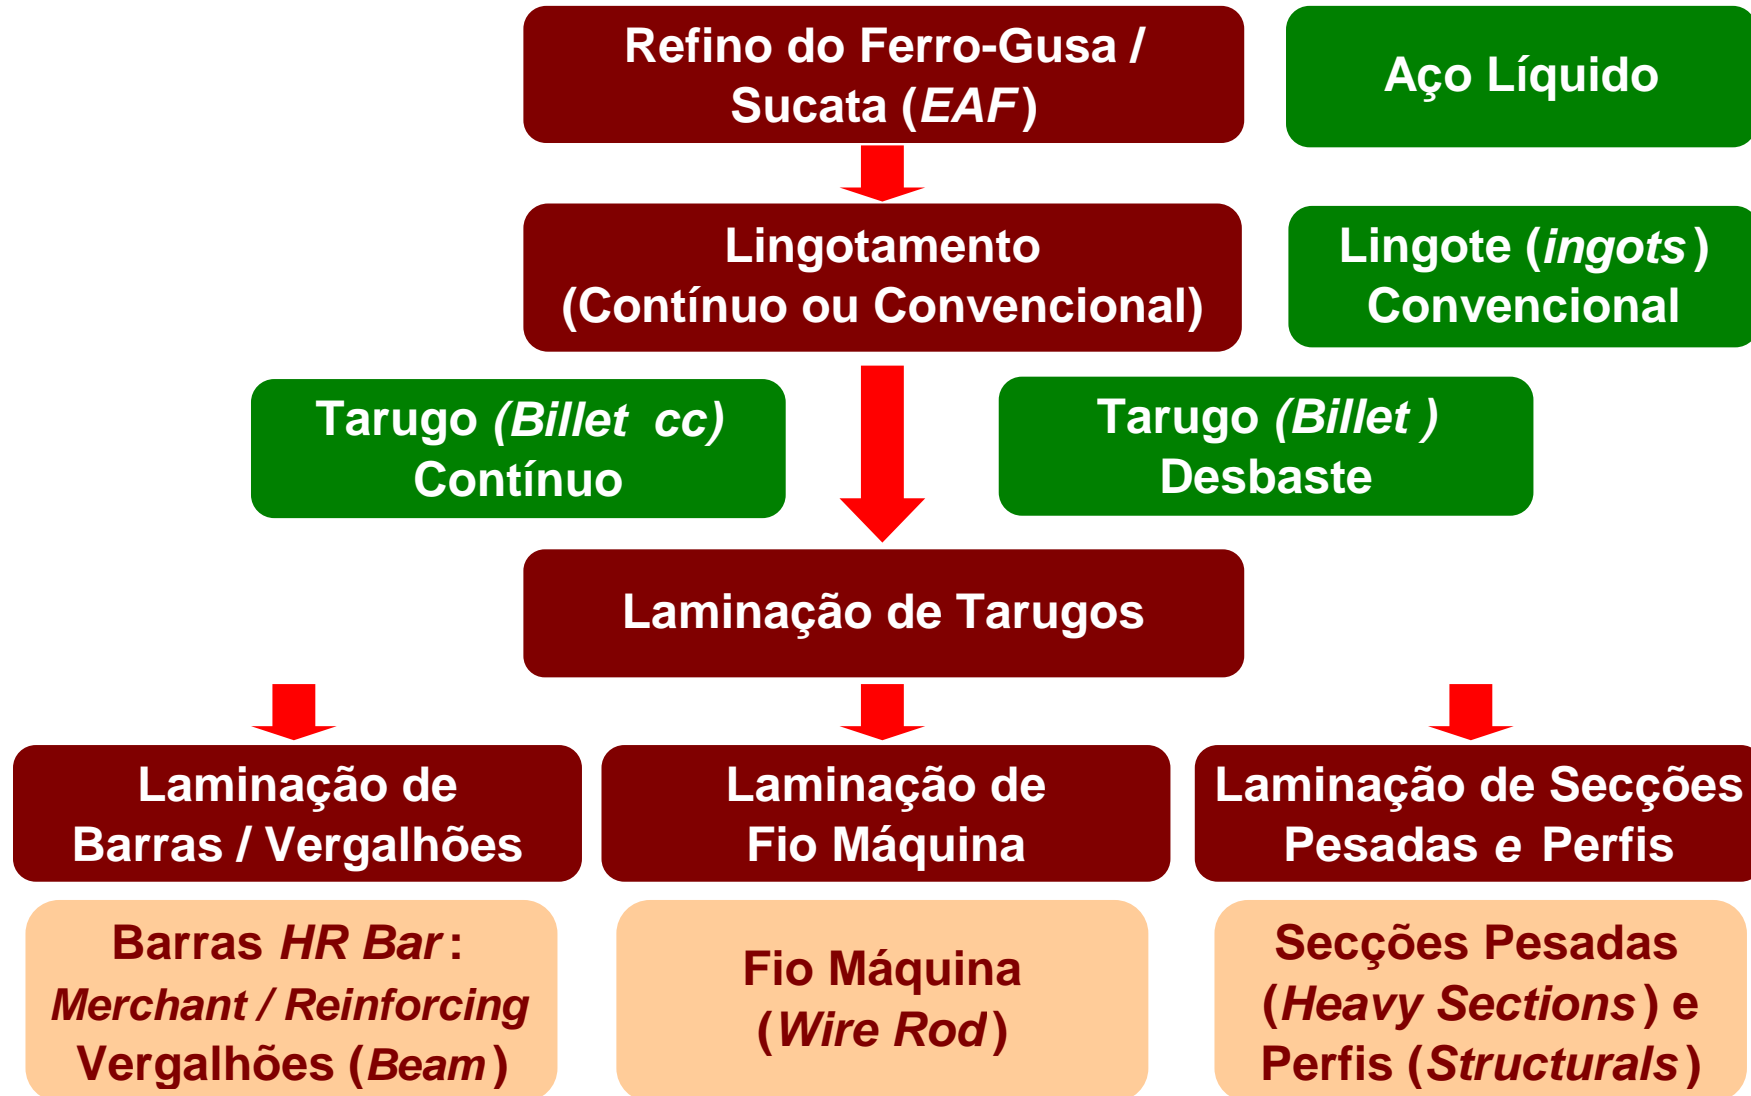 Refino do Ferro-Gusa /
Sucata (EAF)
Aço Líquido
Lingotamento
(Contínuo ou Convencional)
Lingote (ingots)
Convencional
Tarugo (Billet cc)
Contínuo
Tarugo (Billet )
Desbaste
Laminação de Tarugos
Laminação de
Barras / Vergalhões
Laminação de
Fio Máquina
Laminação de Secções
Pesadas e Perfis
Barras HR Bar:
Merchant / Reinforcing
Vergalhões (Beam)
Fio Máquina
(Wire Rod)
Secções Pesadas
(Heavy Sections) e
Perfis (Structurals)